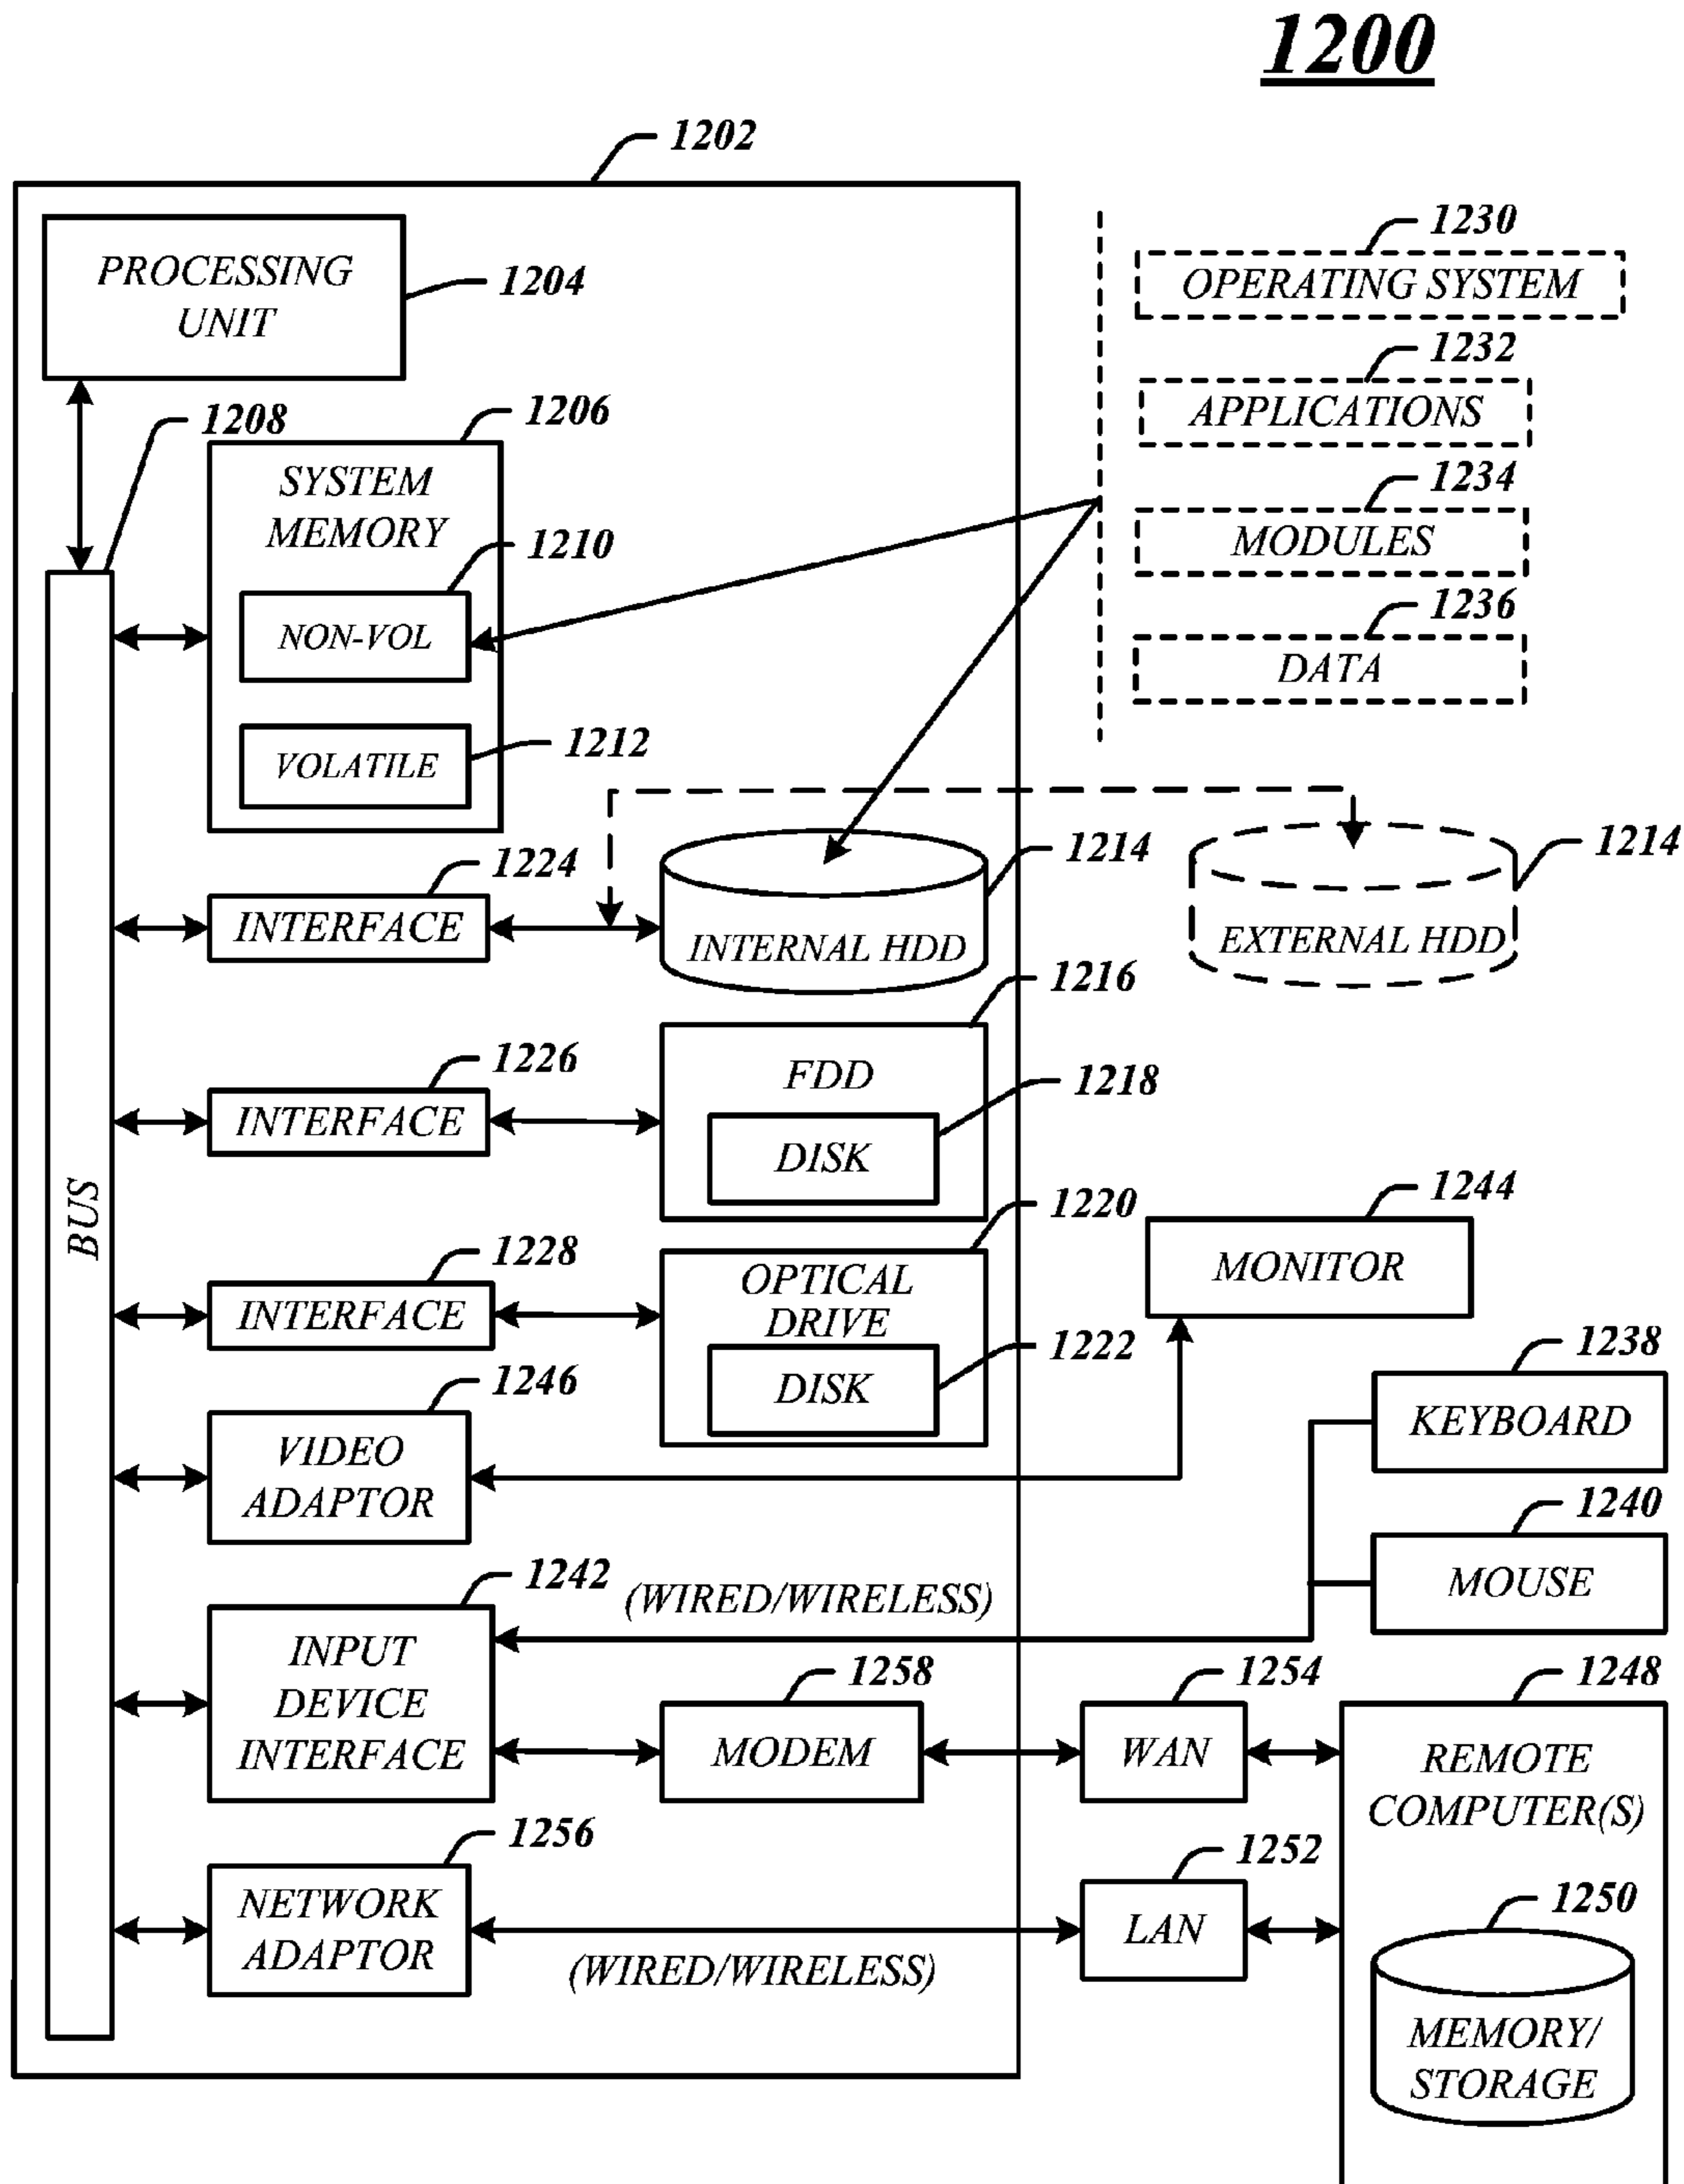 1200
1202
PROCESSING
UNIT
1204
1230
OPERATING SYSTEM
1232
APPLICATIONS
1234
MODULES
1236
DATA
1208
1206
SYSTEM
MEMORY
1210
NON-VOL
1212
VOLATILE
BUS
1224
INTERFACE
1214
INTERNAL HDD
1214
EXTERNAL HDD
1216
1226
INTERFACE
FDD
1218
DISK
1220
1228
INTERFACE
OPTICAL
DRIVE
1222
DISK
1244
MONITOR
1246
VIDEO
ADAPTOR
1238
KEYBOARD
1240
MOUSE
1242
(WIRED/WIRELESS)
INPUT
DEVICE
INTERFACE
1258
MODEM
1254
WAN
1248
REMOTE
COMPUTER(S)
1256
NETWORK
ADAPTOR
(WIRED/WIRELESS)
1252
LAN
1250
MEMORY/
STORAGE